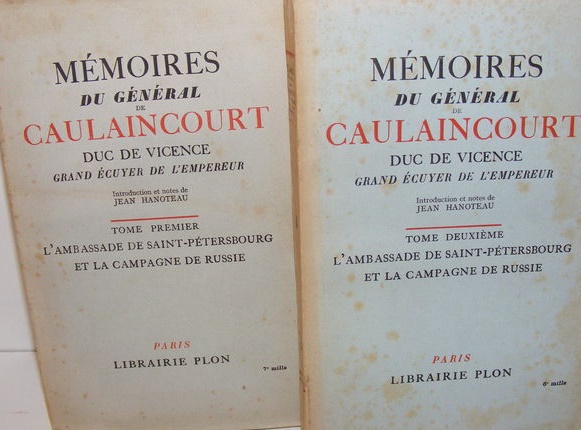 MÉMOIRES
DU GÉNÉRAL
DE
CAULAINCOURT
DUC DE VICENCE
GRAND ÉCUYER DE L'EMPEREUR
Introduction et notes de
JEAN HANOTEAU
TOME PREMIER
L'AMBASSADE DE SAINT-PÉTERSBOURG
ET LA CAMPAGNE DE RUSSIE
PARIS
LIBRAIRIE PLON
7e mille
MÉMOIRES
DU GÉNÉRAL
DE
CAULAINCOURT
DUC DE VICENCE
GRAND ÉCUYER DE L'EMPEREUR
Introduction et notes de
JEAN HANOTEAU
TOME DEUXIÈME
L'AMBASSADE DE SAINT-PÉTERSBOURG
ET LA CAMPAGNE DE RUSSIE
PARIS
LIBRAIRIE PLON
6e mille